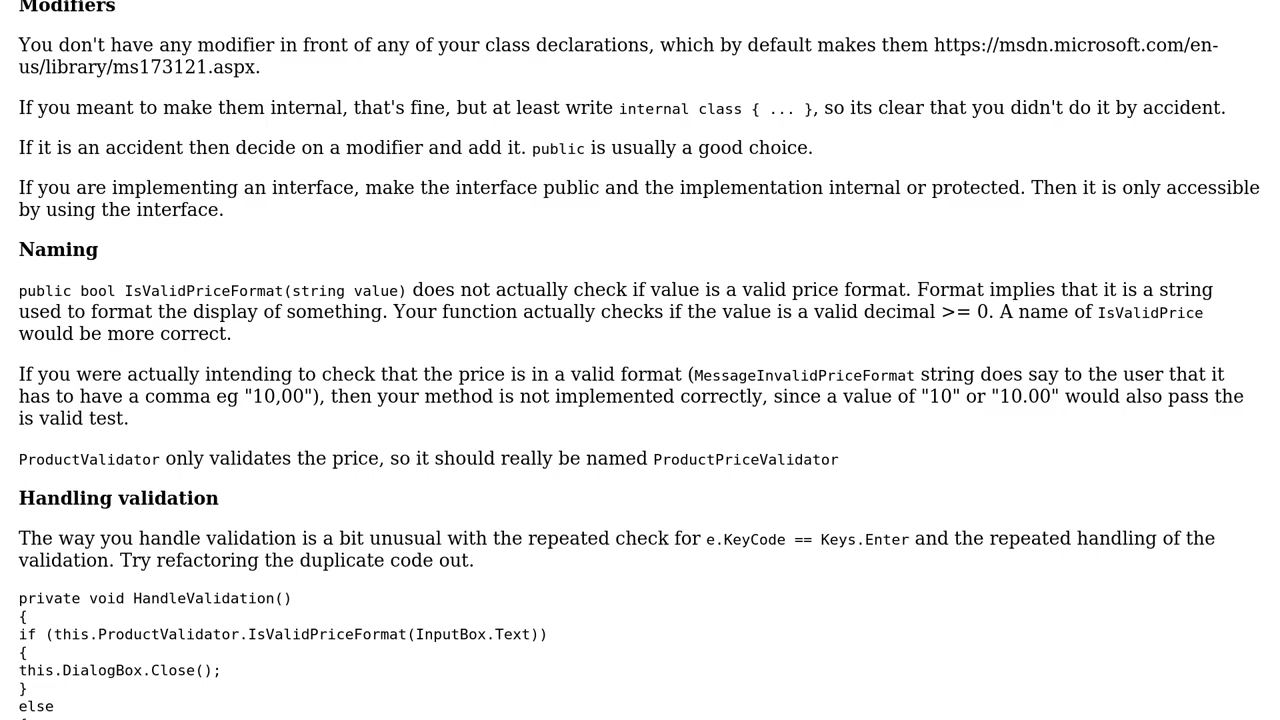 Modifiers
You don't have any modifier in front of any of your class declarations, which by default makes them https://msdn.microsoft.com/en-
us/library/ms173121.aspx.
If you meant to make them internal, that's fine, but at least write internal class { ... }, so its clear that you didn't do it by accident.
If it is an accident then decide on a modifier and add it. public is usually a good choice.
If you are implementing an interface, make the interface public and the implementation internal or protected. Then it is only accessible
by using the interface.
Naming
public bool IsValidPriceFormat(string value) does not actually check if value is a valid price format. Format implies that it is a string
used to format the display of something. Your function actually checks if the value is a valid decimal >= 0. A name of IsValidPrice
would be more correct.
If you were actually intending to check that the price is in a valid format (MessageInvalidPriceFormat string does say to the user that it
has to have a comma eg "10,00"), then your method is not implemented correctly, since a value of "10" or "10.00" would also pass the
is valid test.
ProductValidator only validates the price, so it should really be named ProductPriceValidator
Handling validation
The way you handle validation is a bit unusual with the repeated check for e.KeyCode == Keys.Enter and the repeated handling of the
validation. Try refactoring the duplicate code out.
private void HandleValidation()
{
if (this.ProductValidator.IsValidPriceFormat(InputBox.Text))
{
this.DialogBox.Close();
}
else